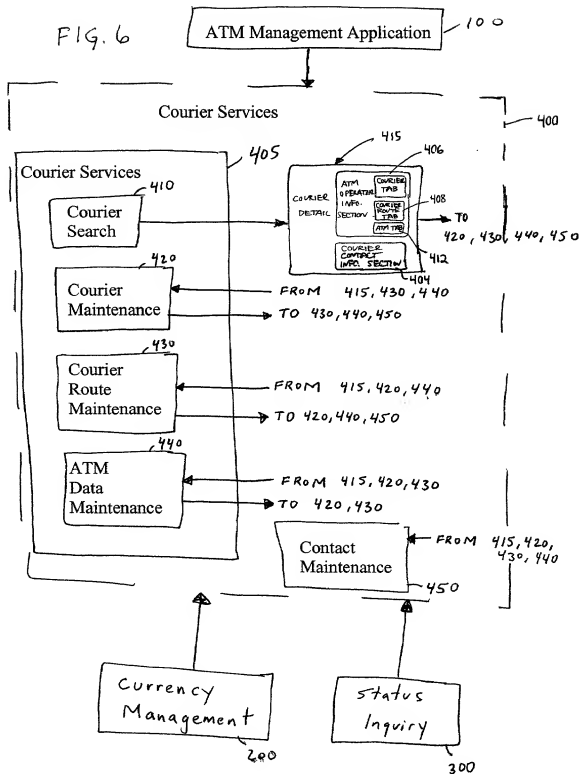 FIG. 6
ATM Management Application
100
Courier Services
400
Courier Services
405
410
Courier
Search
415
COURIER
DETAIL
ATM
OPERATOR
INFO.
SECTION
406
COURIER
TAB
408
COURIER
ROUTE
TAB
ATM TAB
412
COURIER
CONTACT
INFO. SECTION
404
TO
420, 430, 440, 450
420
Courier
Maintenance
FROM 415, 430, 440
TO 430, 440, 450
430
Courier
Route
Maintenance
FROM 415, 420, 440
TO 420, 440, 450
440
ATM
Data
Maintenance
FROM 415, 420, 430
TO 420, 430
Contact
Maintenance
450
FROM 415, 420,
430, 440
Currency
Management
200
Status
Inquiry
300